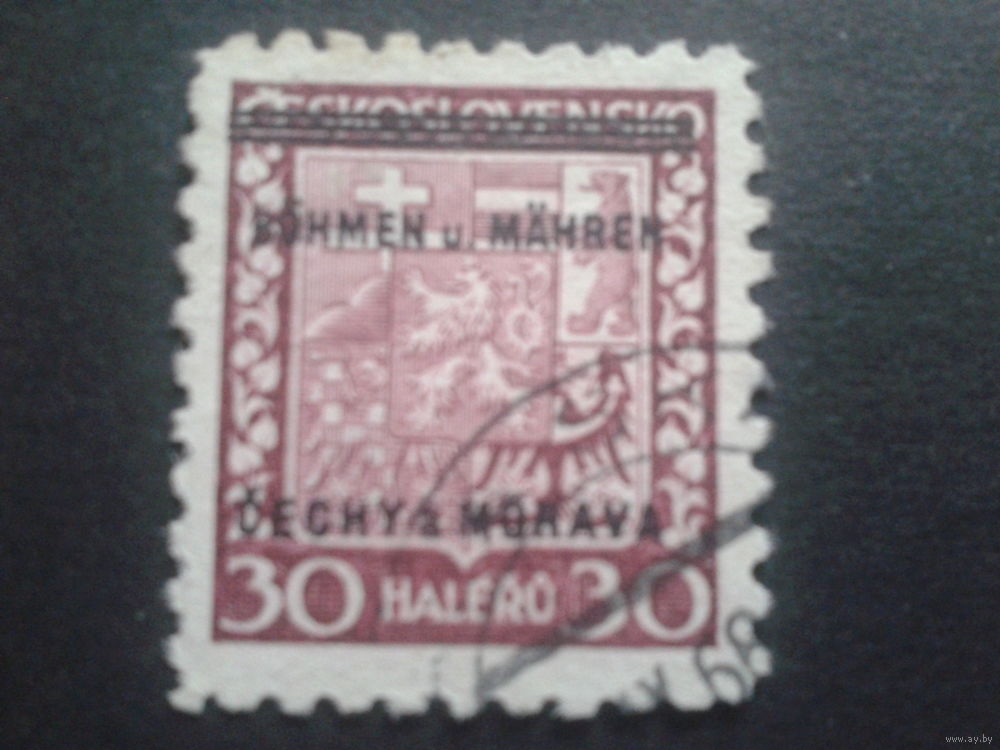 ČESKOSLOVENSKO
BÖHMEN u. MÄHREN
ČECHY a MORAVA
30 HALÉŘŮ 30
www.ay.by